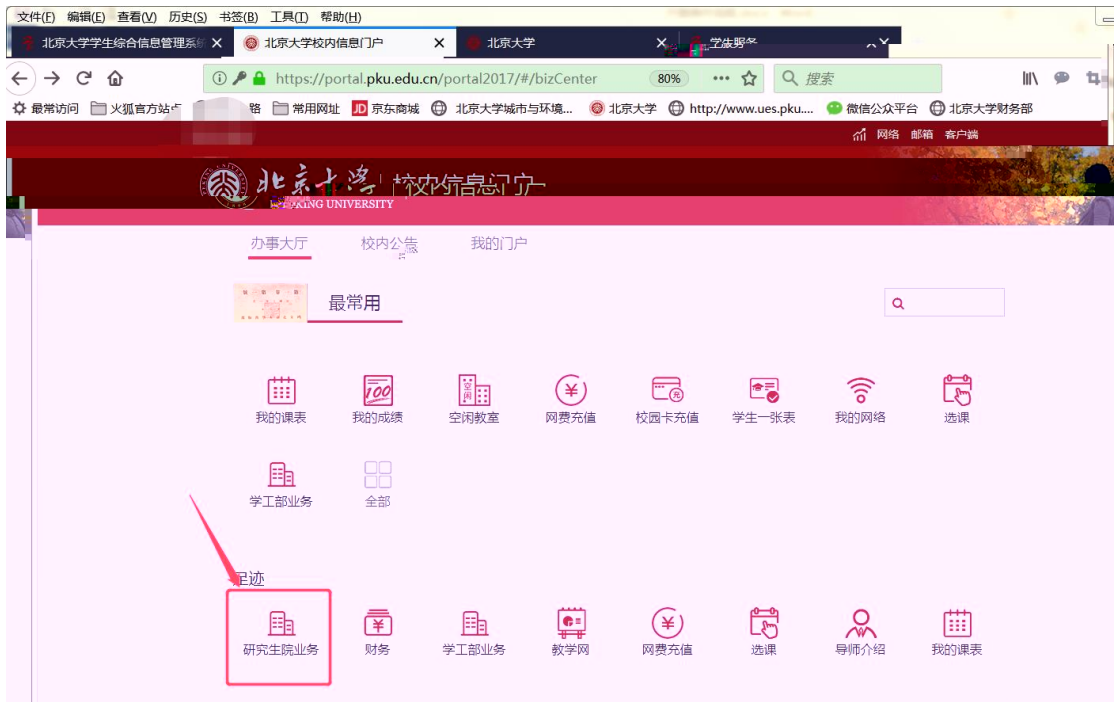 文件(F) 编辑(E) 查看(V) 历史(S) 书签(B) 工具(T) 帮助(H)
北京大学学生综合信息管理系统 北京大学校内信息门户 北京大学 学生服务
https://portal.pku.edu.cn/portal2017/#/bizCenter 80% 搜索
最常访问 火狐官方站点 常用网址 JD 京东商城 北京大学城市与环境... 北京大学 http://www.ues.pku.... 微信公众平台 北京大学财务部
网络 邮箱 客户端
北京大学 校内信息门户
PEKING UNIVERSITY
办事大厅 校内公告 我的门户
最常用
100 空闲
我的课表 我的成绩 空闲教室 网费充值 校园卡充值 学生一张表 我的网络 选课
学工部业务 全部
足迹
研究生院业务 财务 学工部业务 教学网 网费充值 选课 导师介绍 我的课表